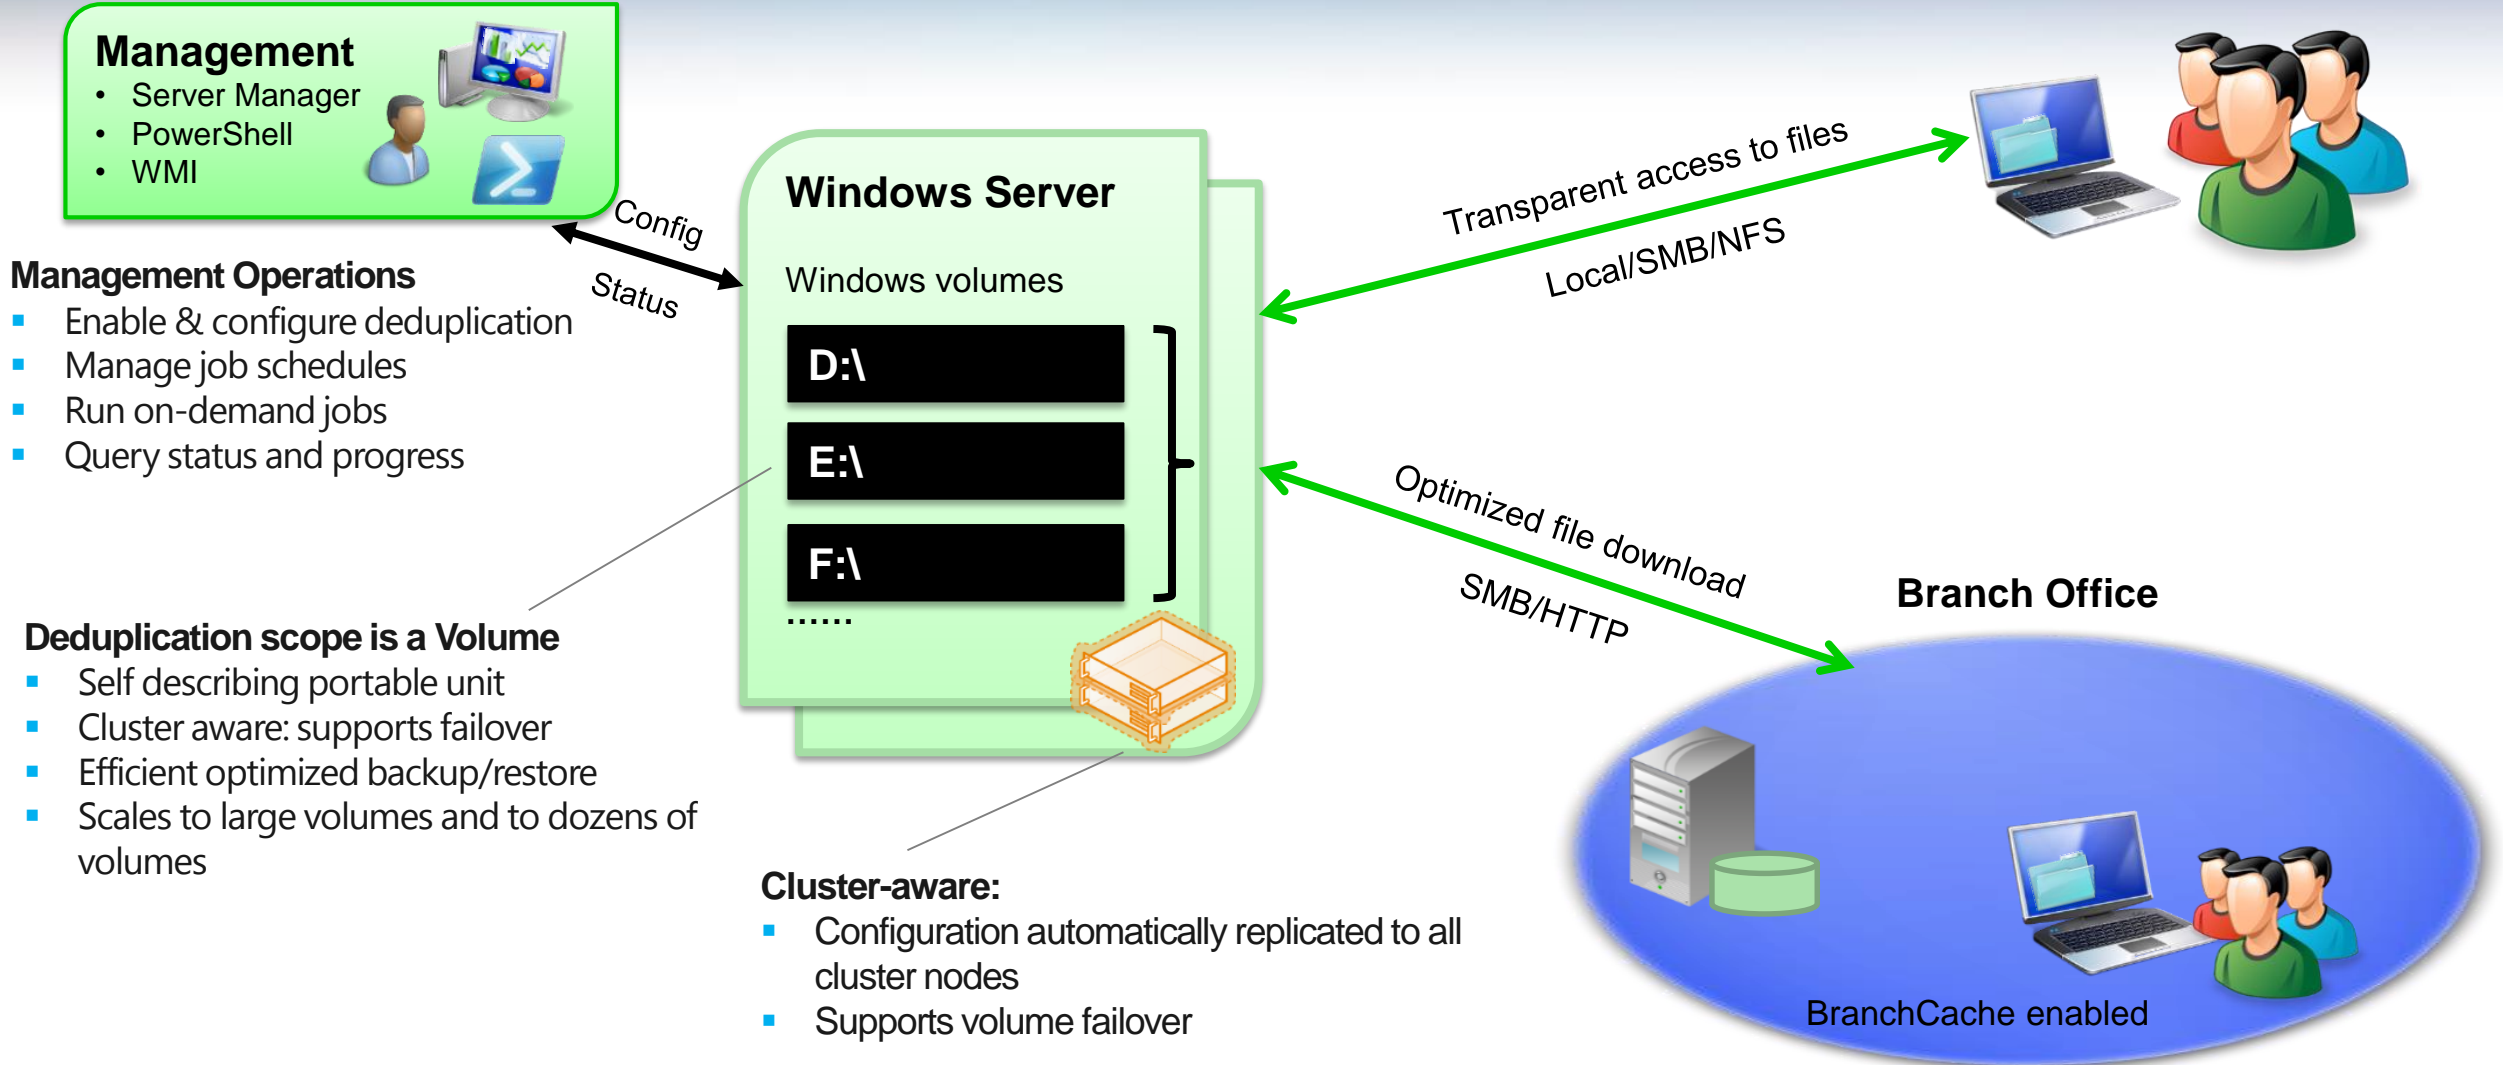 Management
• Server Manager
• PowerShell
• WMI
Config
Status
Management Operations
▪ Enable & configure deduplication
▪ Manage job schedules
▪ Run on-demand jobs
▪ Query status and progress
Deduplication scope is a Volume
▪ Self describing portable unit
▪ Cluster aware: supports failover
▪ Efficient optimized backup/restore
▪ Scales to large volumes and to dozens of
volumes
Windows Server
Windows volumes
D:\
E:\
F:\
......
Cluster-aware:
▪ Configuration automatically replicated to all
cluster nodes
▪ Supports volume failover
Transparent access to files
Local/SMB/NFS
Optimized file download
SMB/HTTP
Branch Office
BranchCache enabled